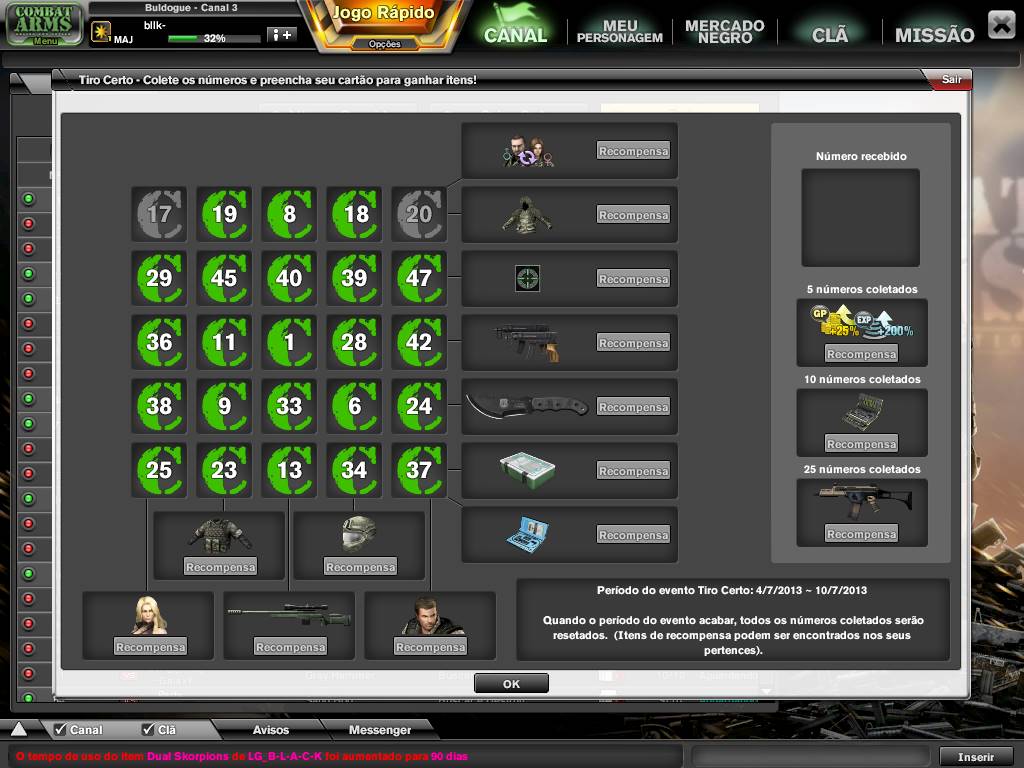 COMBAT ARMS
Menu
Buldogue - Canal 3
MAJ
bllk-
32%
Jogo Rápido
Opções
CANAL
MEU PERSONAGEM
MERCADO NEGRO
CLÃ
MISSÃO
Tiro Certo - Colete os números e preencha seu cartão para ganhar itens!
Sair
Recompensa
17 19 8 18 20
Recompensa
29 45 40 39 47
Recompensa
36 11 1 28 42
Recompensa
38 9 33 6 24
Recompensa
25 23 13 34 37
Recompensa
Recompensa
Recompensa
Recompensa
Recompensa
Recompensa
Recompensa
Número recebido
5 números coletados
GP +25% EXP +200%
Recompensa
10 números coletados
Recompensa
25 números coletados
Recompensa
Período do evento Tiro Certo: 4/7/2013 ~ 10/7/2013
Quando o período do evento acabar, todos os números coletados serão
resetados. (Itens de recompensa podem ser encontrados nos seus
pertences).
OK
Canal
Clã
Avisos
Messenger
O tempo de uso do item Dual Skorpions de LG_B-L-A-C-K foi aumentado para 90 dias
Inserir